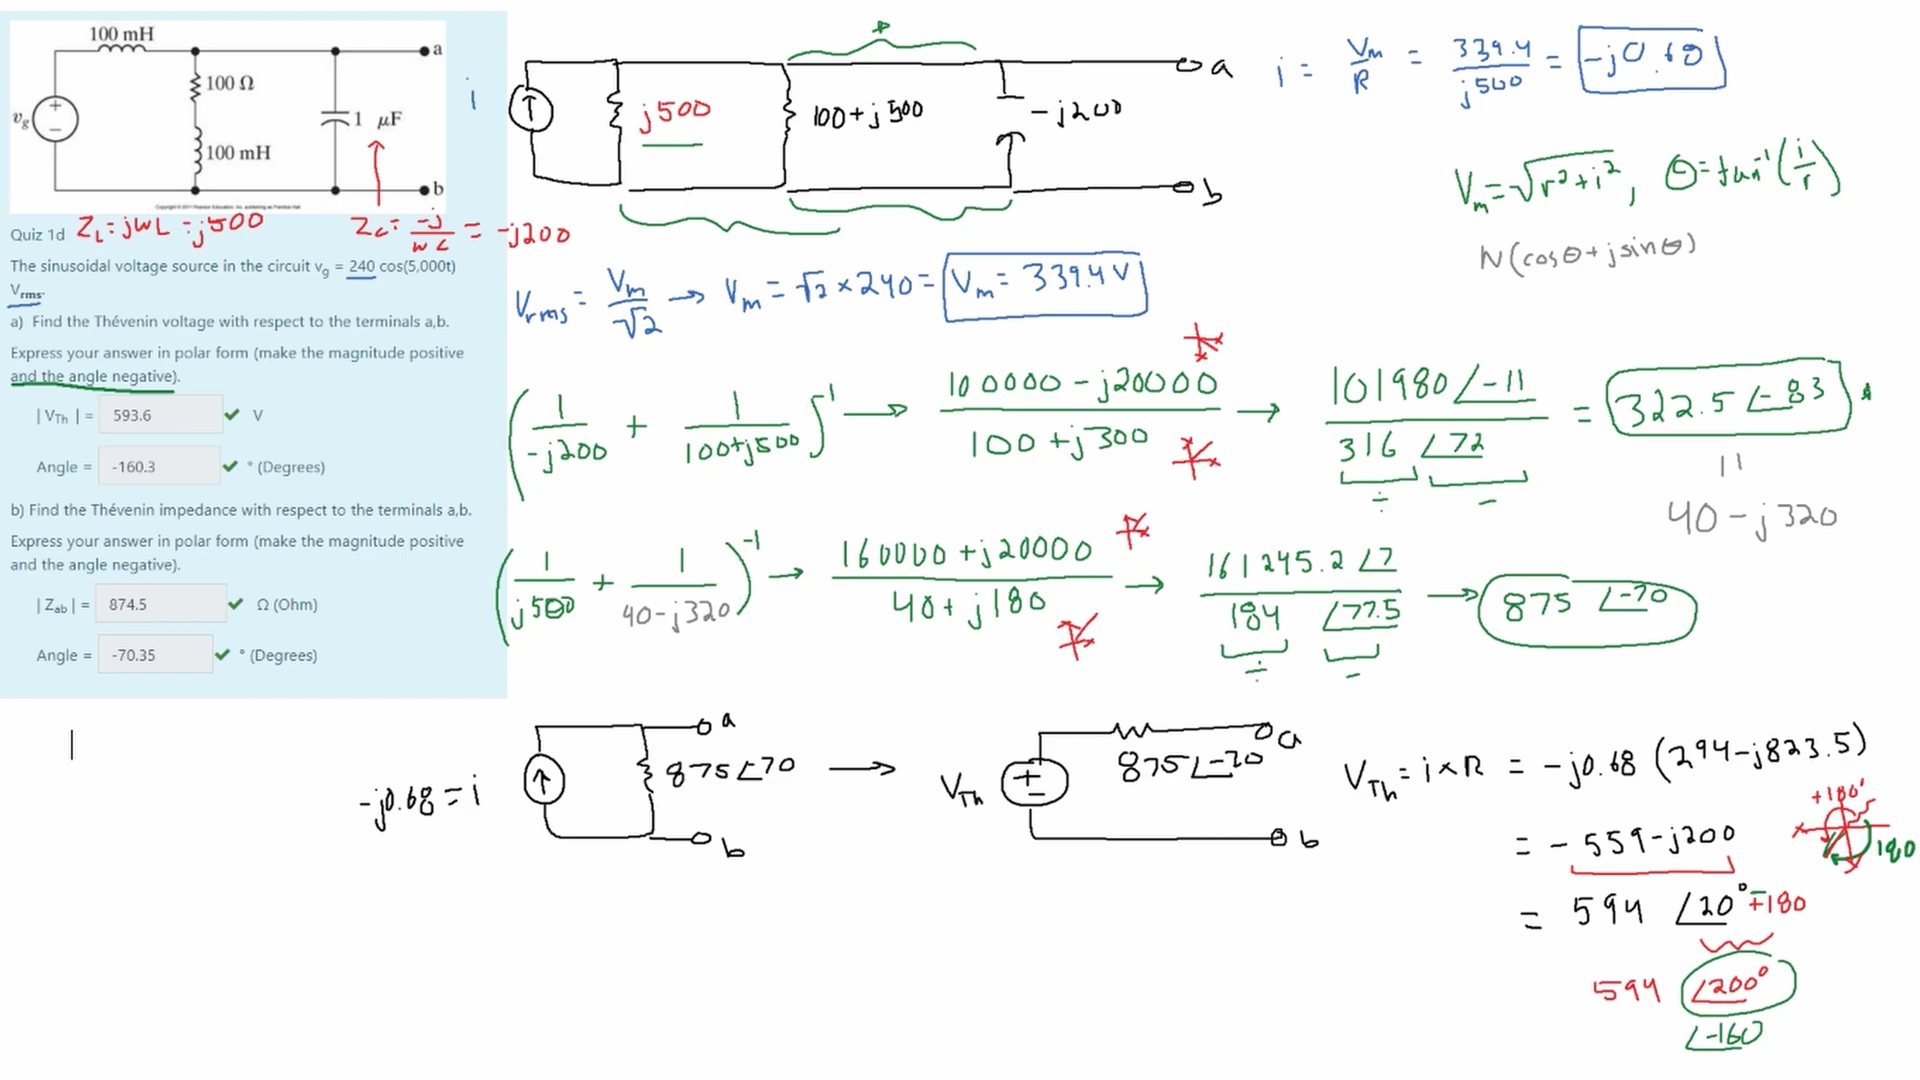 100 mH
a
100 Ω
vg
+
−
1 μF
100 mH
b
Z_L = jωL = j500
Z_C = -j/ωC = -j200
Quiz 1d
The sinusoidal voltage source in the circuit vg = 240 cos(5,000t)
Vrms.
a) Find the Thévenin voltage with respect to the terminals a,b.
Express your answer in polar form (make the magnitude positive
and the angle negative).
| VTh | = 593.6 V
Angle = -160.3 ° (Degrees)
b) Find the Thévenin impedance with respect to the terminals a,b.
Express your answer in polar form (make the magnitude positive
and the angle negative).
| Zab | = 874.5 Ω (Ohm)
Angle = -70.35 ° (Degrees)
i
j500
100+j500
-j200
a
b
i = Vm/R = 339.4/j500 = -j0.68
Vm = √r²+i² , θ = tan⁻¹(i/r)
N(cosθ+jsinθ)
Vrms = Vm/√2 → Vm = √2 × 240 = Vm = 339.4 V
(1/-j200 + 1/100+j500)⁻¹ → 100000 - j20000 / 100 + j300 → 101980 ∠-11 / 316 ∠72 = 322.5 ∠-83
÷ −
11
40 - j320
(1/j500 + 1/40-j320)⁻¹ → 160000 + j20000 / 40 + j180 → 161245.2 ∠7 / 184 ∠77.5 → 875 ∠-70
÷ −
-j0.68 = i
a
875∠70
b
→
VTh
+
−
875∠-70
a
b
VTh = i × R = -j0.68 (294-j823.5)
= - 559-j200
+180°
180
= 594 ∠20° +180
594 ∠200°
∠-160